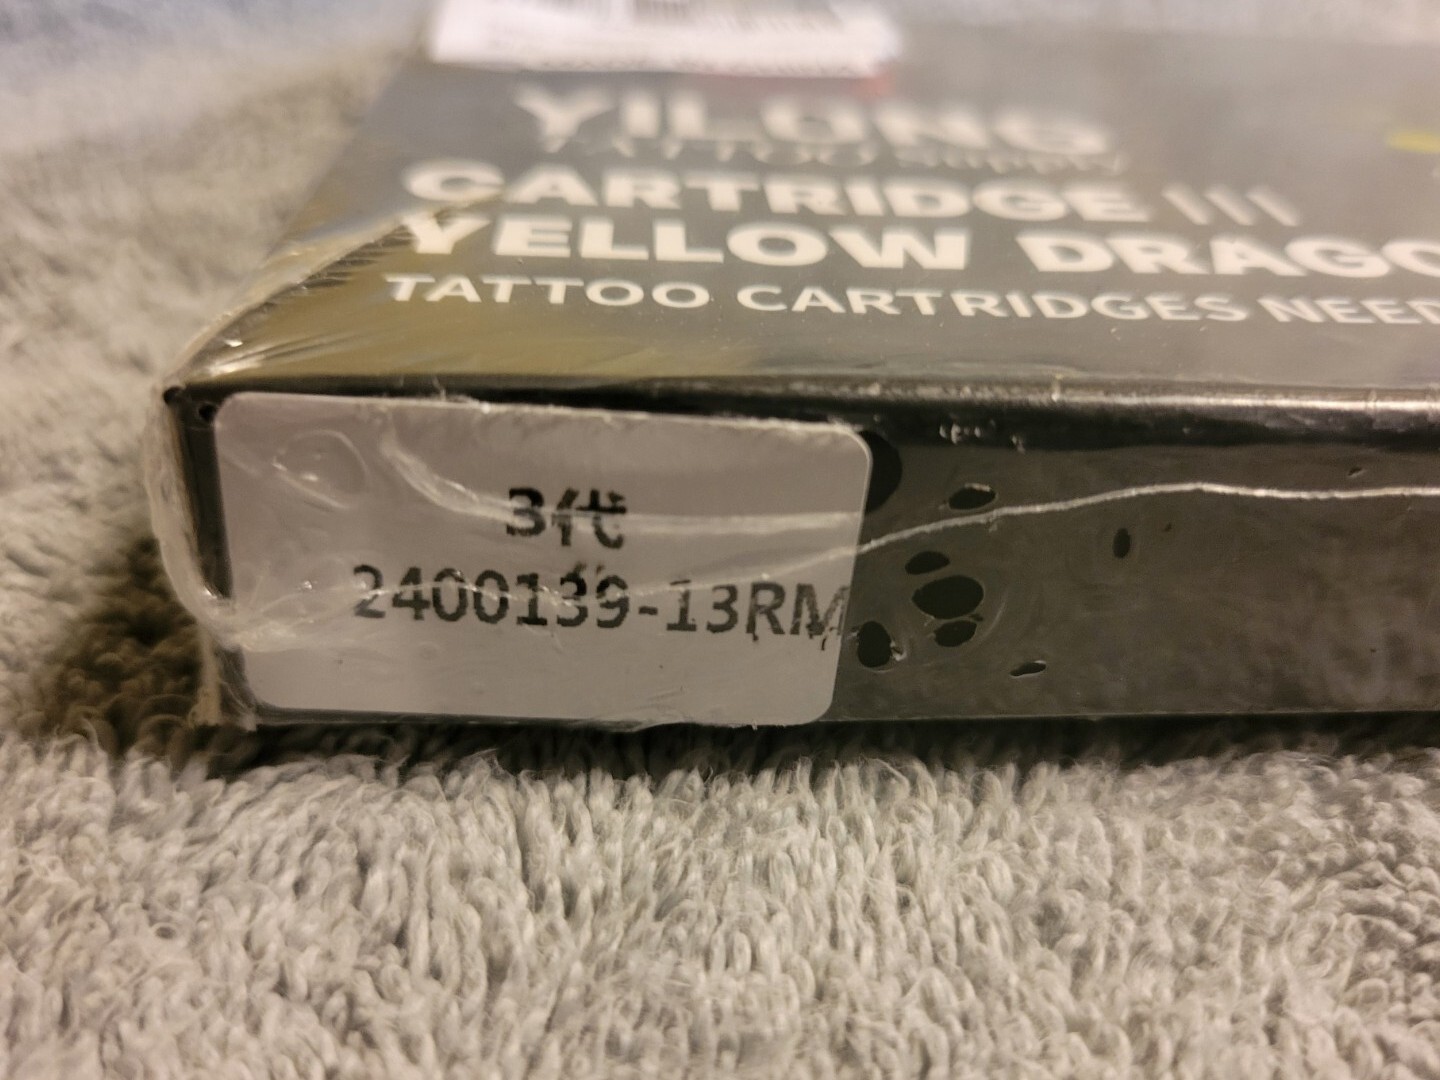 YILONG
TATTOO Supply
CARTRIDGE III
YELLOW DRAGO
TATTOO CARTRIDGES NEED
3代
2400139-13RM